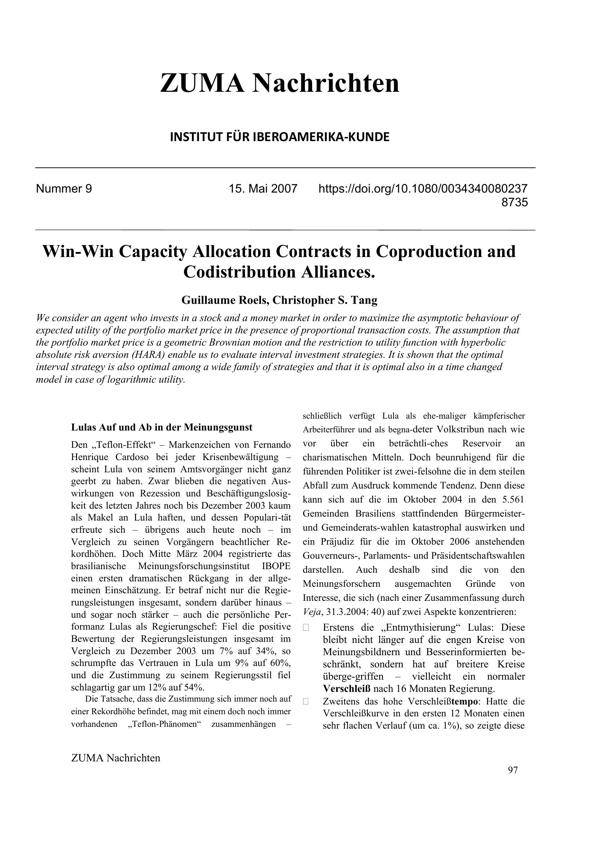 ZUMA Nachrichten
INSTITUT FÜR IBEROAMERIKA-KUNDE
Nummer 9 15. Mai 2007 https://doi.org/10.1080/0034340080237
8735
Win-Win Capacity Allocation Contracts in Coproduction and
Codistribution Alliances.
Guillaume Roels, Christopher S. Tang
We consider an agent who invests in a stock and a money market in order to maximize the asymptotic behaviour of
expected utility of the portfolio market price in the presence of proportional transaction costs. The assumption that
the portfolio market price is a geometric Brownian motion and the restriction to utility function with hyperbolic
absolute risk aversion (HARA) enable us to evaluate interval investment strategies. It is shown that the optimal
interval strategy is also optimal among a wide family of strategies and that it is optimal also in a time changed
model in case of logarithmic utility.
Lulas Auf und Ab in der Meinungsgunst
Den „Teflon-Effekt“ – Markenzeichen von Fernando
Henrique Cardoso bei jeder Krisenbewältigung –
scheint Lula von seinem Amtsvorgänger nicht ganz
geerbt zu haben. Zwar blieben die negativen Aus-
wirkungen von Rezession und Beschäftigungslosig-
keit des letzten Jahres noch bis Dezember 2003 kaum
als Makel an Lula haften, und dessen Populari-tät
erfreute sich – übrigens auch heute noch – im
Vergleich zu seinen Vorgängern beachtlicher Re-
kordhöhen. Doch Mitte März 2004 registrierte das
brasilianische Meinungsforschungsinstitut IBOPE
einen ersten dramatischen Rückgang in der allge-
meinen Einschätzung. Er betraf nicht nur die Regie-
rungsleistungen insgesamt, sondern darüber hinaus –
und sogar noch stärker – auch die persönliche Per-
formanz Lulas als Regierungschef: Fiel die positive
Bewertung der Regierungsleistungen insgesamt im
Vergleich zu Dezember 2003 um 7% auf 34%, so
schrumpfte das Vertrauen in Lula um 9% auf 60%,
und die Zustimmung zu seinem Regierungsstil fiel
schlagartig gar um 12% auf 54%.
Die Tatsache, dass die Zustimmung sich immer noch auf
einer Rekordhöhe befindet, mag mit einem doch noch immer
vorhandenen „Teflon-Phänomen“ zusammenhängen –
schließlich verfügt Lula als ehe-maliger kämpferischer
Arbeiterführer und als begna-deter Volkstribun nach wie
vor über ein beträchtli-ches Reservoir an
charismatischen Mitteln. Doch beunruhigend für die
führenden Politiker ist zwei-felsohne die in dem steilen
Abfall zum Ausdruck kommende Tendenz. Denn diese
kann sich auf die im Oktober 2004 in den 5.561
Gemeinden Brasiliens stattfindenden Bürgermeister-
und Gemeinderats-wahlen katastrophal auswirken und
ein Präjudiz für die im Oktober 2006 anstehenden
Gouverneurs-, Parlaments- und Präsidentschaftswahlen
darstellen. Auch deshalb sind die von den
Meinungsforschern ausgemachten Gründe von
Interesse, die sich (nach einer Zusammenfassung durch
Veja, 31.3.2004: 40) auf zwei Aspekte konzentrieren:
Erstens die „Entmythisierung“ Lulas: Diese
bleibt nicht länger auf die engen Kreise von
Meinungsbildnern und Besserinformierten be-
schränkt, sondern hat auf breitere Kreise
überge-griffen – vielleicht ein normaler
Verschleiß nach 16 Monaten Regierung.
Zweitens das hohe Verschleißtempo: Hatte die
Verschleißkurve in den ersten 12 Monaten einen
sehr flachen Verlauf (um ca. 1%), so zeigte diese
ZUMA Nachrichten
97